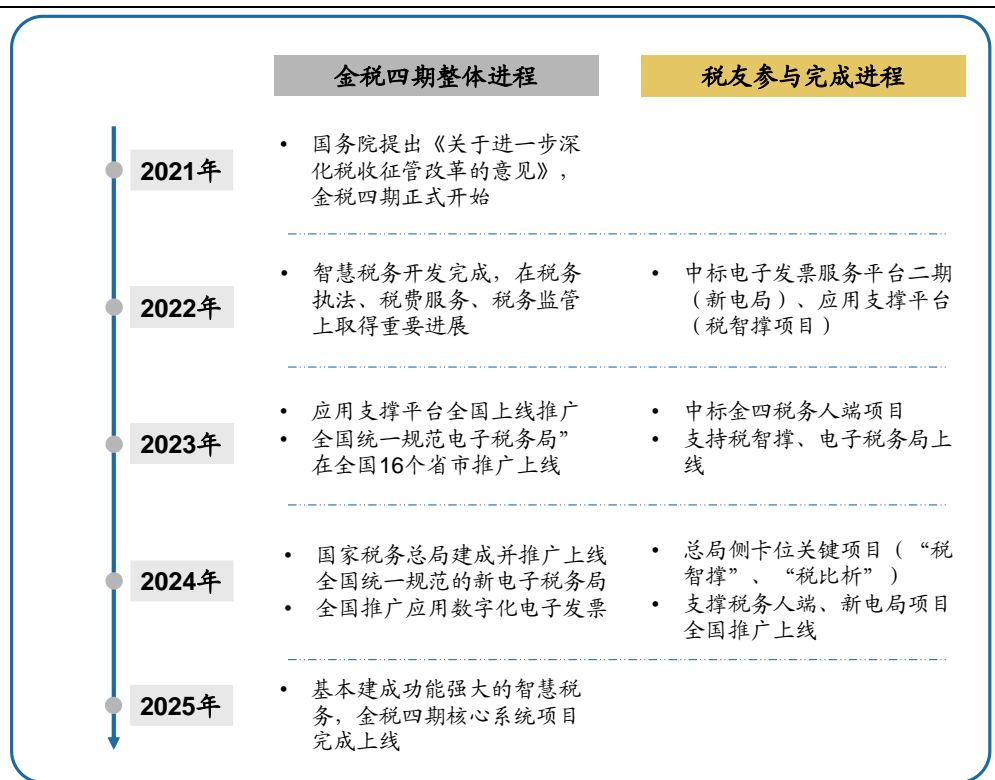 金税四期整体进程
税友参与完成进程
2021年
• 国务院提出《关于进一步深
化税收征管改革的意见》,
金税四期正式开始
2022年
• 智慧税务开发完成，在税务
执法、税费服务、税务监管
上取得重要进展
• 中标电子发票服务平台二期
（新电局）、应用支撑平台
（税智撑项目）
2023年
• 应用支撑平台全国上线推广
• 全国统一规范电子税务局”
在全国16个省市推广上线
• 中标金四税务人端项目
• 支持税智撑、电子税务局上
线
2024年
• 国家税务总局建成并推广上线
全国统一规范的新电子税务局
• 全国推广应用数字化电子发票
• 总局侧卡位关键项目（“税
智撑”、“税比析”）
• 支撑税务人端、新电局项目
全国推广上线
2025年
• 基本建成功能强大的智慧税
务，金税四期核心系统项目
完成上线